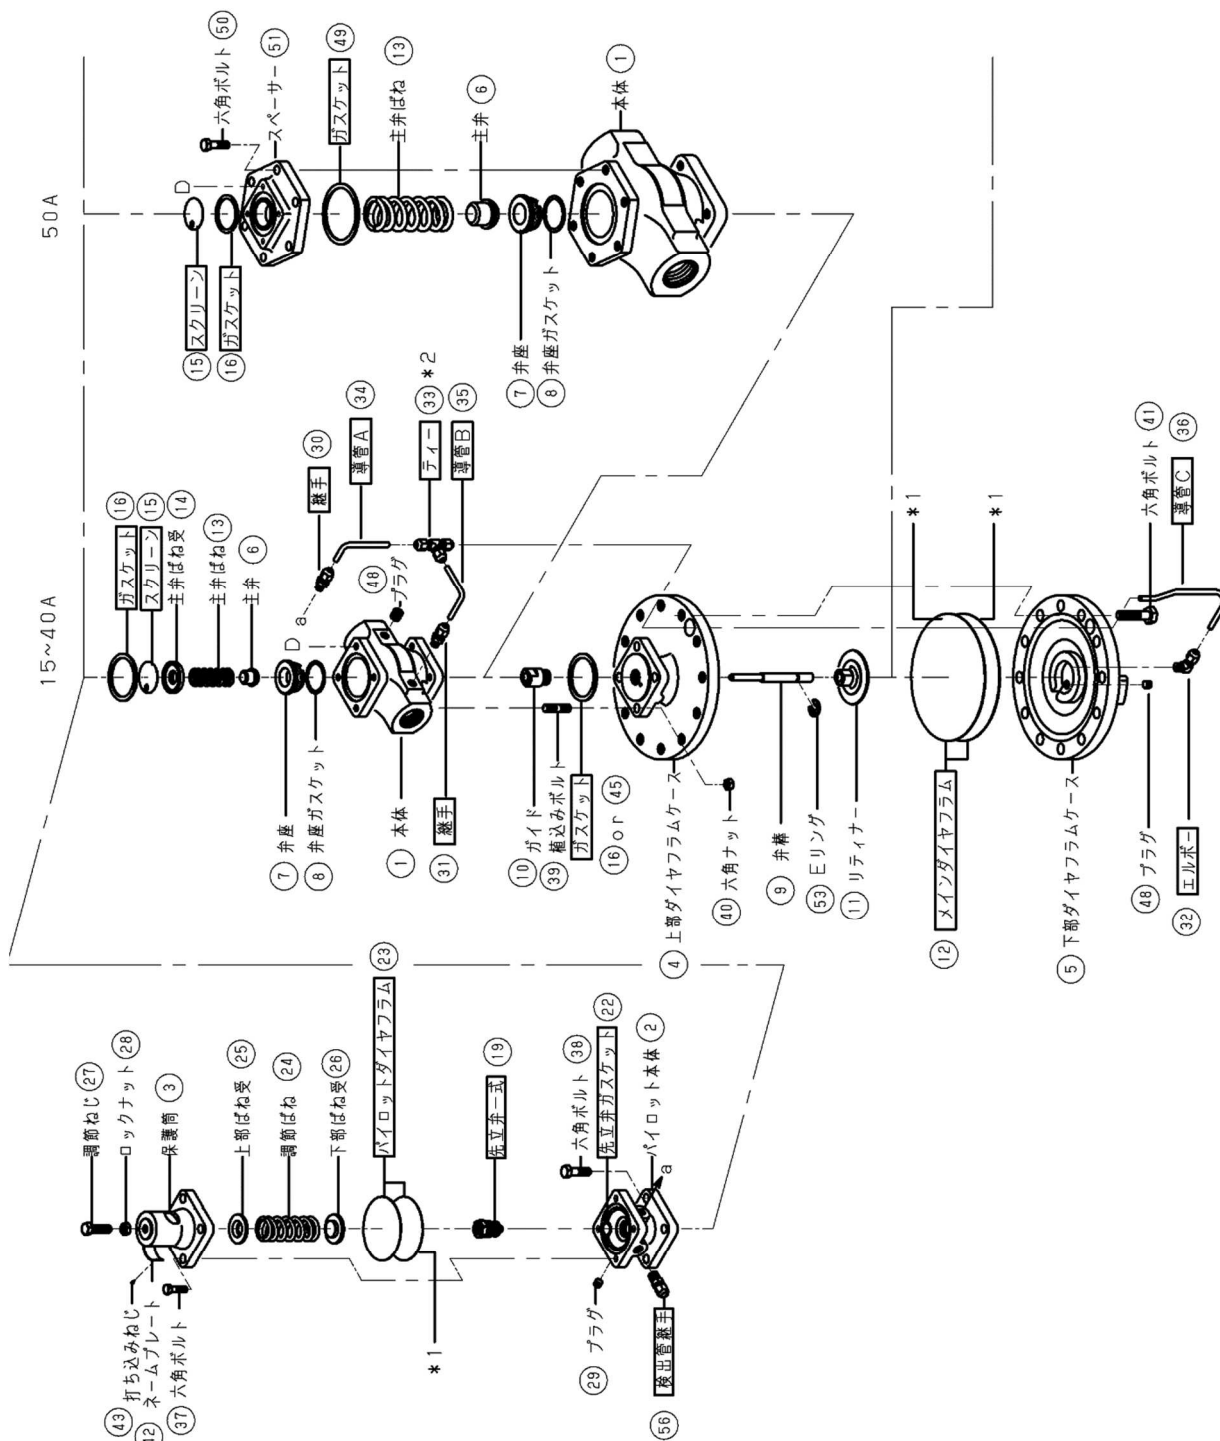 50A
六角ボルト 50
スペーサー 51
ガスケット 49
主弁ばね 13
主弁 6
本体 1
D
15 スクリーン
16 ガスケット
7 弁座
8 弁座ガスケット
15~40A
ガスケット 16
スクリーン 15
主弁ばね受 14
主弁ばね 13
主弁 6
継手 30
導管A 34
ティー 33 *2
導管B 35
a
D
48 プラグ
7 弁座
8 弁座ガスケット
1 本体
31 継手
10 ガイド
39 植込みボルト
16 or 45 ガスケット
4 上部ダイヤフラムケース
40 六角ナット
9 弁棒
53 Eリング
11 リティナー
*1
*1
12 メインダイヤフラム
六角ボルト 41
導管C 36
5 下部ダイヤフラムケース
48 プラグ
32 エルボー
調節ねじ 27
ロックナット 28
保護筒 3
上部ばね受 25
調節ばね 24
下部ばね受 26
パイロットダイヤフラム 23
先立弁一式 19
六角ボルト 38
先立弁ガスケット 22
パイロット本体 2
a
43 打ち込みねじ
42 ネームプレート
37 六角ボルト
*1
29 プラグ
56 検出管継手